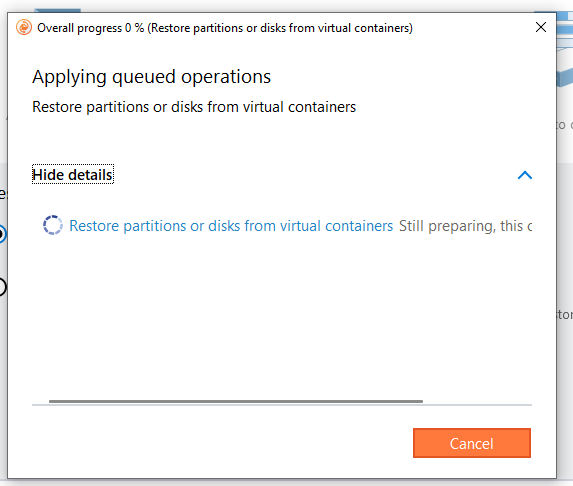 Overall progress 0 % (Restore partitions or disks from virtual containers)
Applying queued operations
Restore partitions or disks from virtual containers
Hide details
Restore partitions or disks from virtual containers Still preparing, this
Cancel